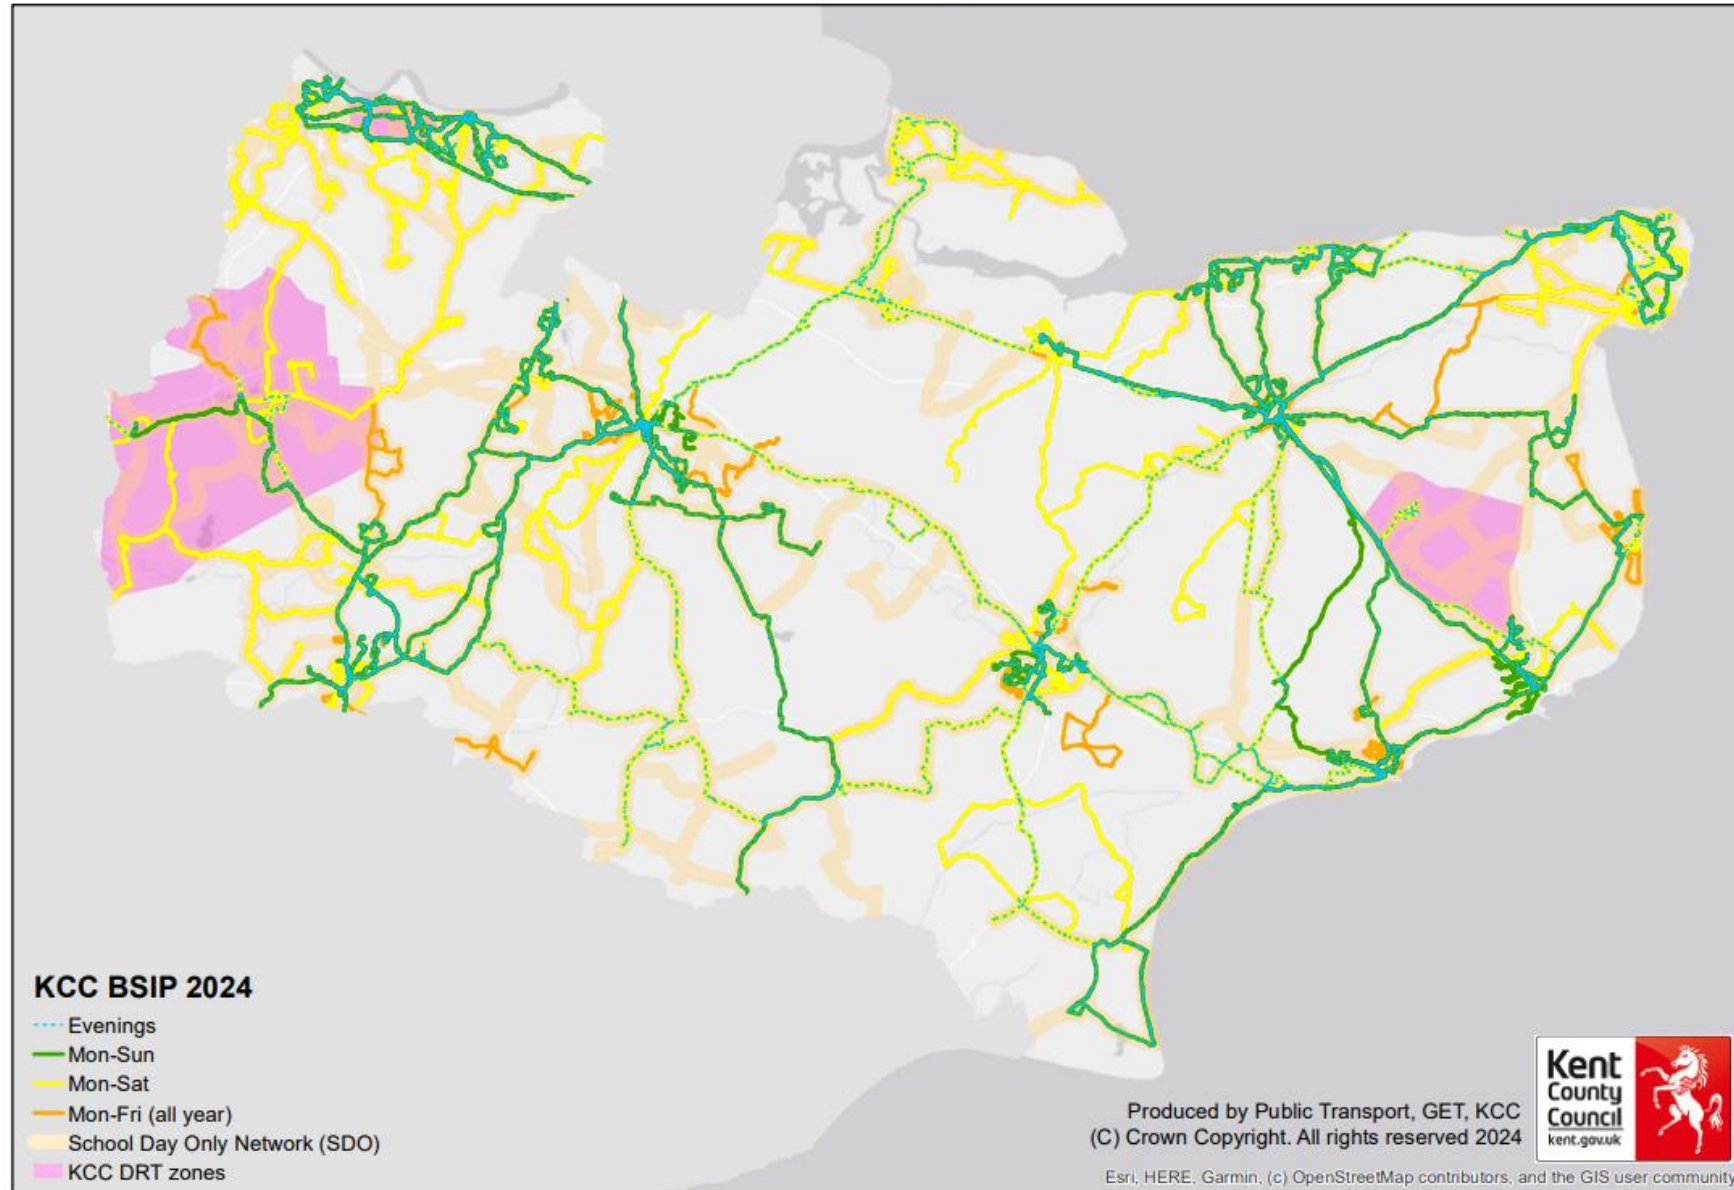 KCC BSIP 2024
Evenings
Mon-Sun
Mon-Sat
Mon-Fri (all year)
School Day Only Network (SDO)
KCC DRT zones
Produced by Public Transport, GET, KCC
(C) Crown Copyright. All rights reserved 2024
Kent
County
Council
kent.gov.uk
Esri, HERE, Garmin, (c) OpenStreetMap contributors, and the GIS user community